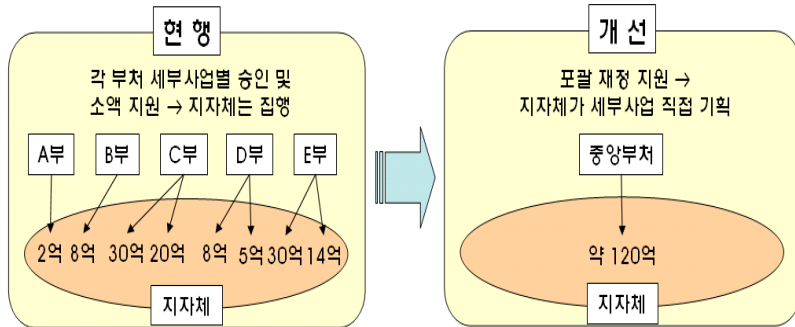 현 행
각 부처 세부사업별 승인 및
소액 지원 → 지자체는 집행
A부 B부 C부 D부 E부
2억 8억 30억 20억 8억 5억 30억 14억
지자체
개 선
포괄 재정 지원 →
지자체가 세부사업 직접 기획
중앙부처
약 120억
지자체